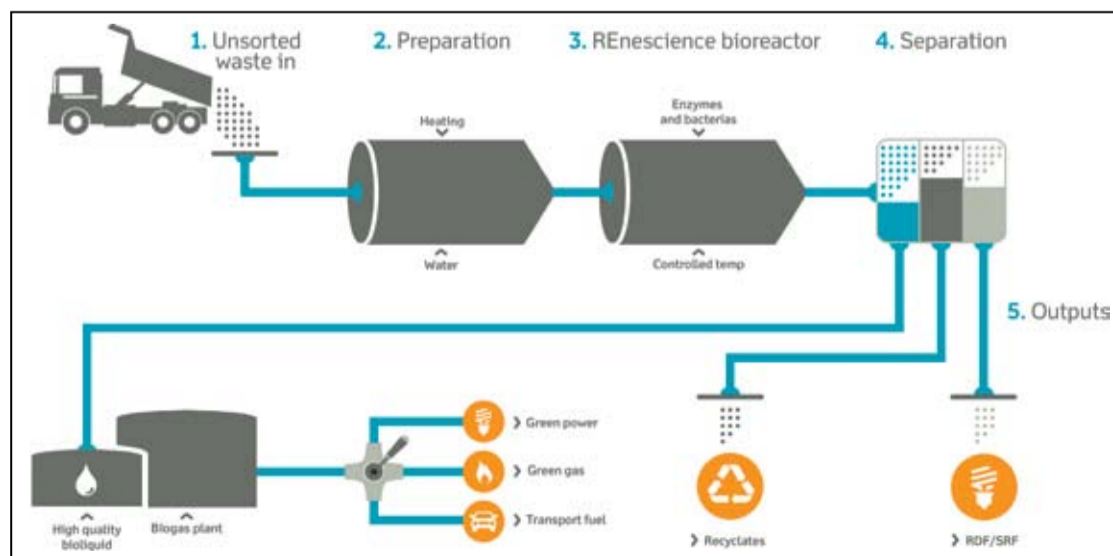 1. Unsorted
waste in
2. Preparation
3. REnescience bioreactor
4. Separation
Heating
Enzymes
and bacterias
Water
Controlled temp
5. Outputs
Green power
Green gas
Transport fuel
High quality
bioliquid
Biogas plant
Recyclates
RDF/SRF